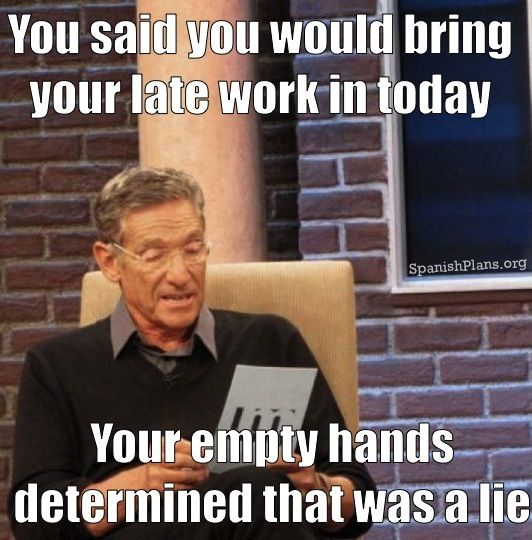 You said you would bring
your late work in today
SpanishPlans.org
Your empty hands
determined that was a lie